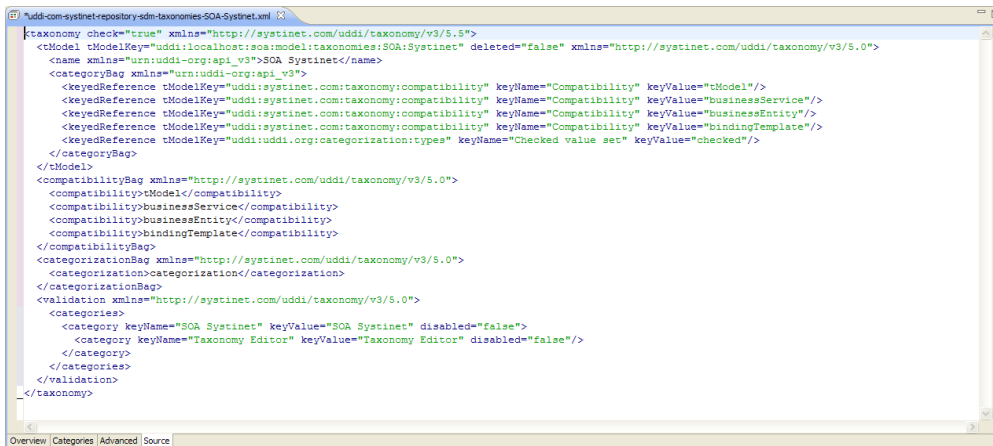 *uddi-com-systinet-repository-sdm-taxonomies-SOA-Systinet.xml
<taxonomy check="true" xmlns="http://systinet.com/uddi/taxonomy/v3/5.5">
<tModel tModelKey="uddi:localhost:soa:model:taxonomies:SOA:Systinet" deleted="false" xmlns="http://systinet.com/uddi/taxonomy/v3/5.0">
<name xmlns="urn:uddi-org:api_v3">SOA Systinet</name>
<categoryBag xmlns="urn:uddi-org:api_v3">
<keyedReference tModelKey="uddi:systinet.com:taxonomy:compatibility" keyName="Compatibility" keyValue="tModel"/>
<keyedReference tModelKey="uddi:systinet.com:taxonomy:compatibility" keyName="Compatibility" keyValue="businessService"/>
<keyedReference tModelKey="uddi:systinet.com:taxonomy:compatibility" keyName="Compatibility" keyValue="businessEntity"/>
<keyedReference tModelKey="uddi:systinet.com:taxonomy:compatibility" keyName="Compatibility" keyValue="bindingTemplate"/>
<keyedReference tModelKey="uddi:uddi.org:categorization:types" keyName="Checked value set" keyValue="checked"/>
</categoryBag>
</tModel>
<compatibilityBag xmlns="http://systinet.com/uddi/taxonomy/v3/5.0">
<compatibility>tModel</compatibility>
<compatibility>businessService</compatibility>
<compatibility>businessEntity</compatibility>
<compatibility>bindingTemplate</compatibility>
</compatibilityBag>
<categorizationBag xmlns="http://systinet.com/uddi/taxonomy/v3/5.0">
<categorization>categorization</categorization>
</categorizationBag>
<validation xmlns="http://systinet.com/uddi/taxonomy/v3/5.0">
<categories>
<category keyName="SOA Systinet" keyValue="SOA Systinet" disabled="false">
<category keyName="Taxonomy Editor" keyValue="Taxonomy Editor" disabled="false"/>
</category>
</categories>
</validation>
</taxonomy>
Overview Categories Advanced Source